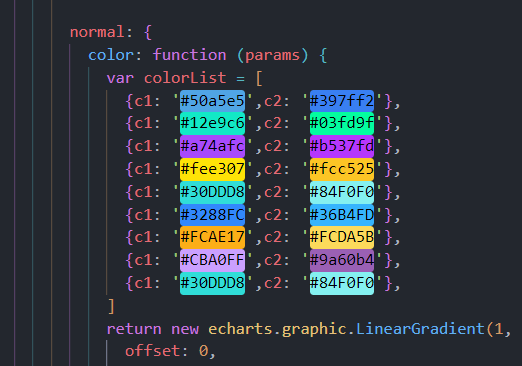 normal: {
color: function (params) {
var colorList = [
{c1: '#50a5e5',c2: '#397ff2'},
{c1: '#12e9c6',c2: '#03fd9f'},
{c1: '#a74afc',c2: '#b537fd'},
{c1: '#fee307',c2: '#fcc525'},
{c1: '#30DDD8',c2: '#84F0F0'},
{c1: '#3288FC',c2: '#36B4FD'},
{c1: '#FCAE17',c2: '#FCDA5B'},
{c1: '#CBA0FF',c2: '#9a60b4'},
{c1: '#30DDD8',c2: '#84F0F0'},
]
return new echarts.graphic.LinearGradient(1,
offset: 0,